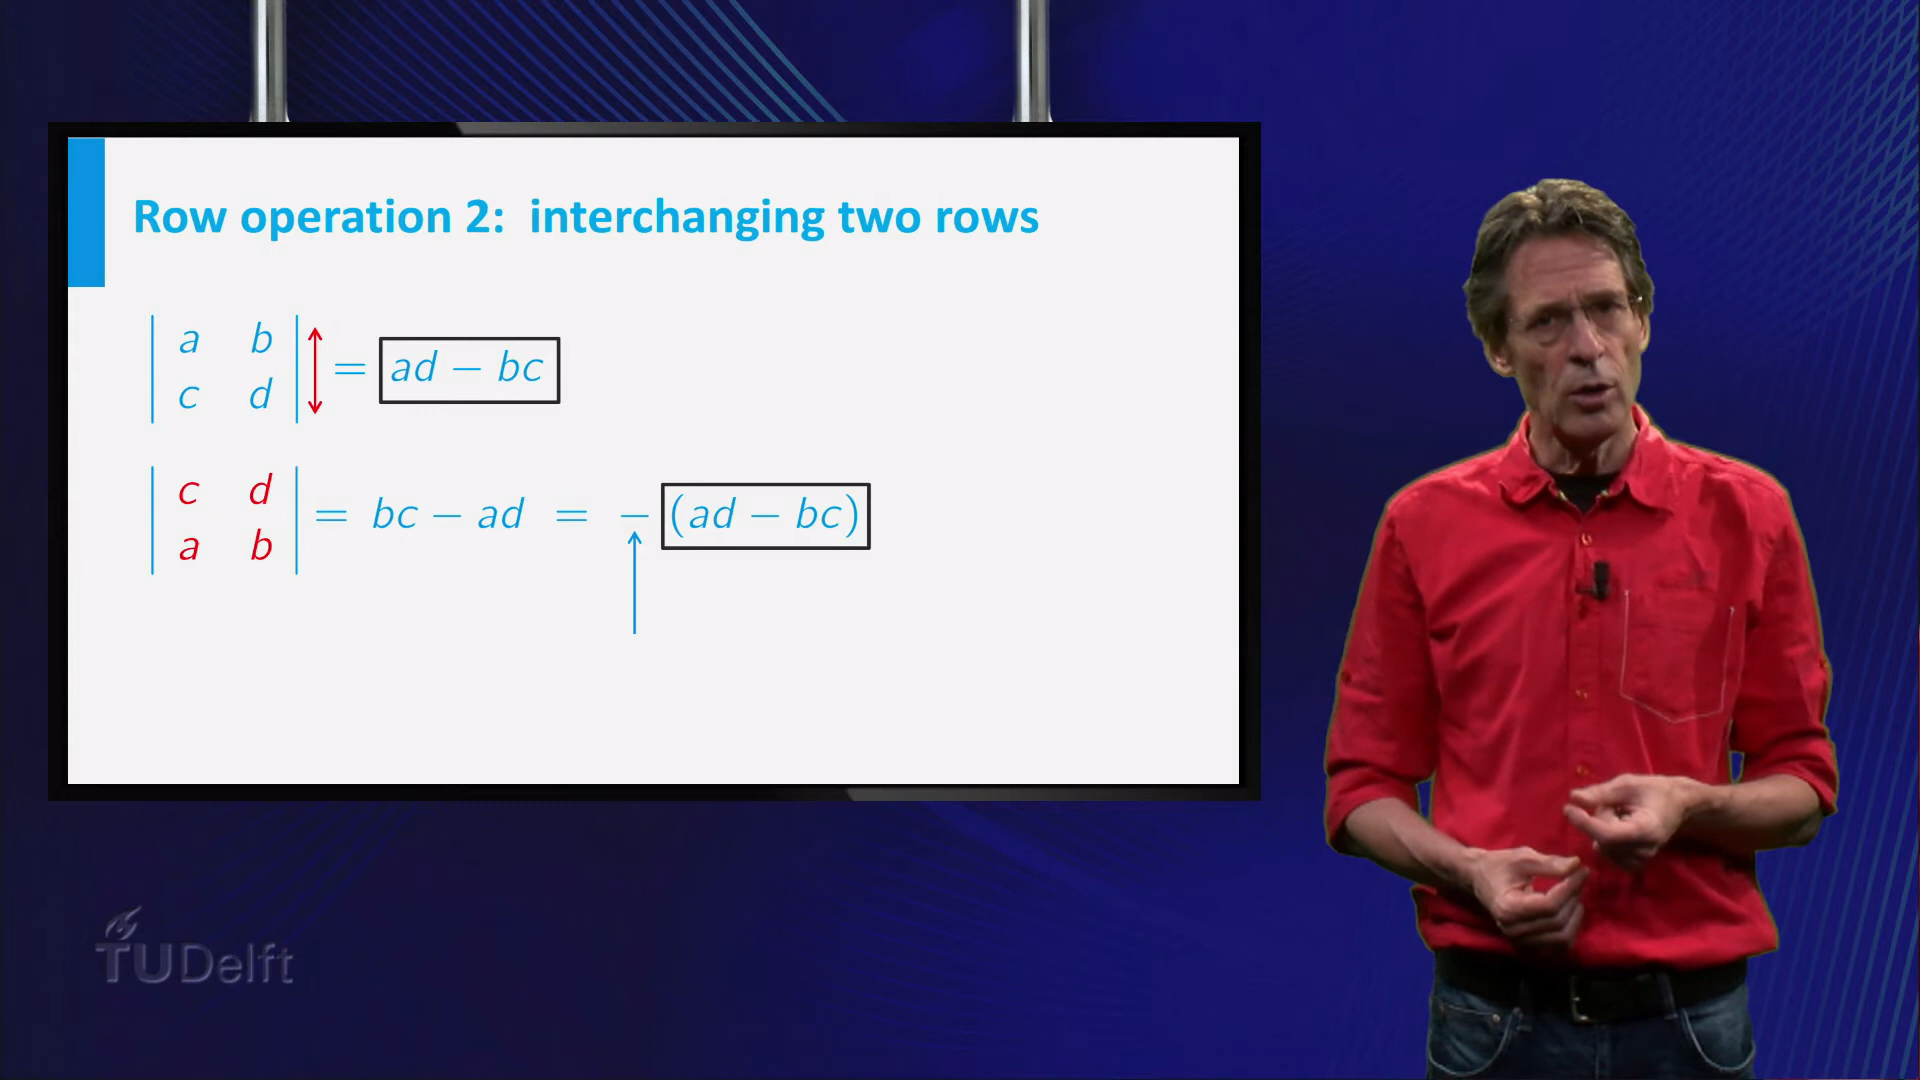 Row operation 2: interchanging two rows
| a b |
| c d | = ad − bc
| c d |
| a b | = bc − ad = −(ad − bc)
TUDelft